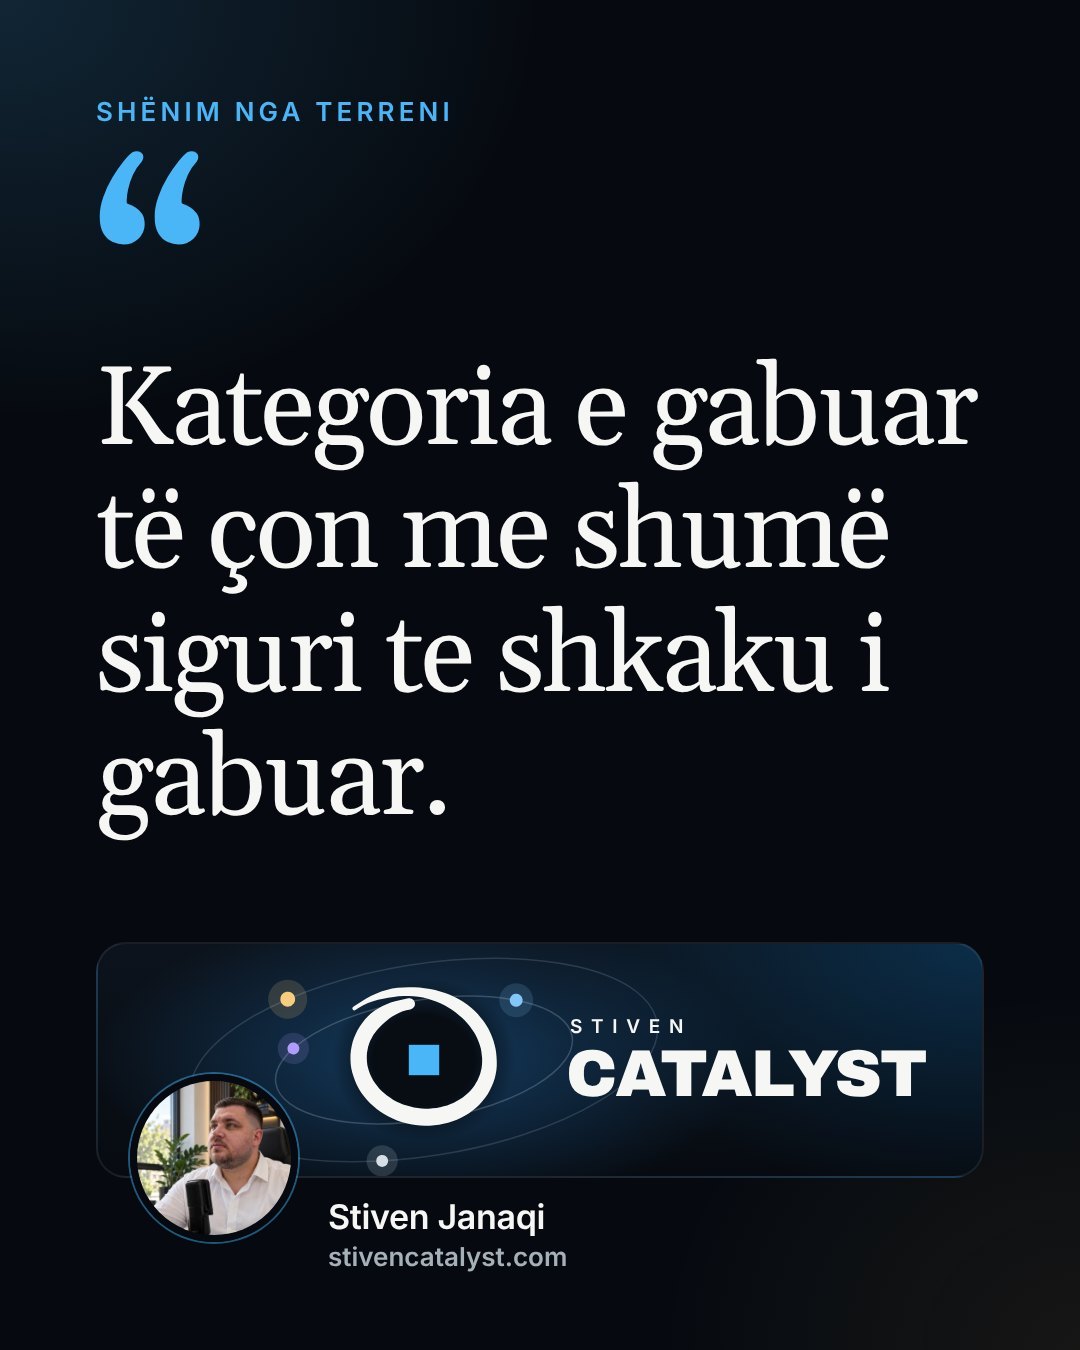 SHËNIM NGA TERRENI
“
Kategoria e gabuar
të çon me shumë
siguri te shkaku i
gabuar.
STIVEN
CATALYST
Stiven Janaqi
stivencatalyst.com